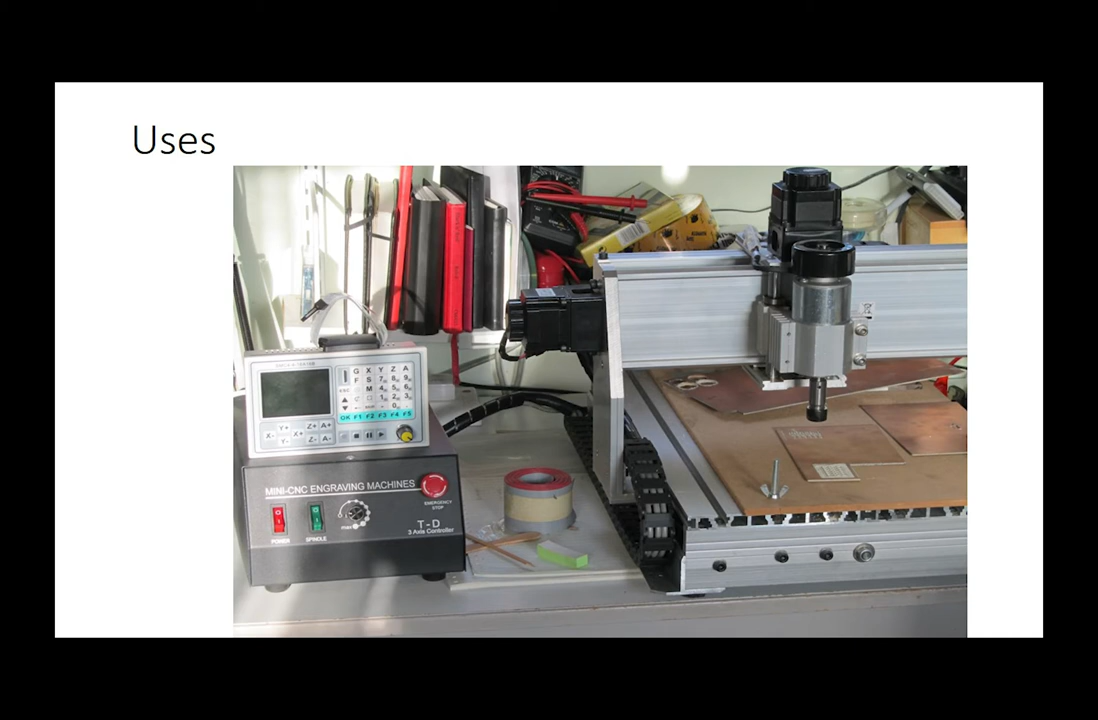 Uses
G X Y Z A
F S 7 8 9
M 4 5 6
1 2 3
0
OK F1 F2 F3 F4 F5
Y+ Z+ A+
X- X+
Y- Z- A-
MINI-CNC ENGRAVING MACHINES
EMERGENCY
STOP
max
POWER SPINDLE
T-D
3 Axis Controller